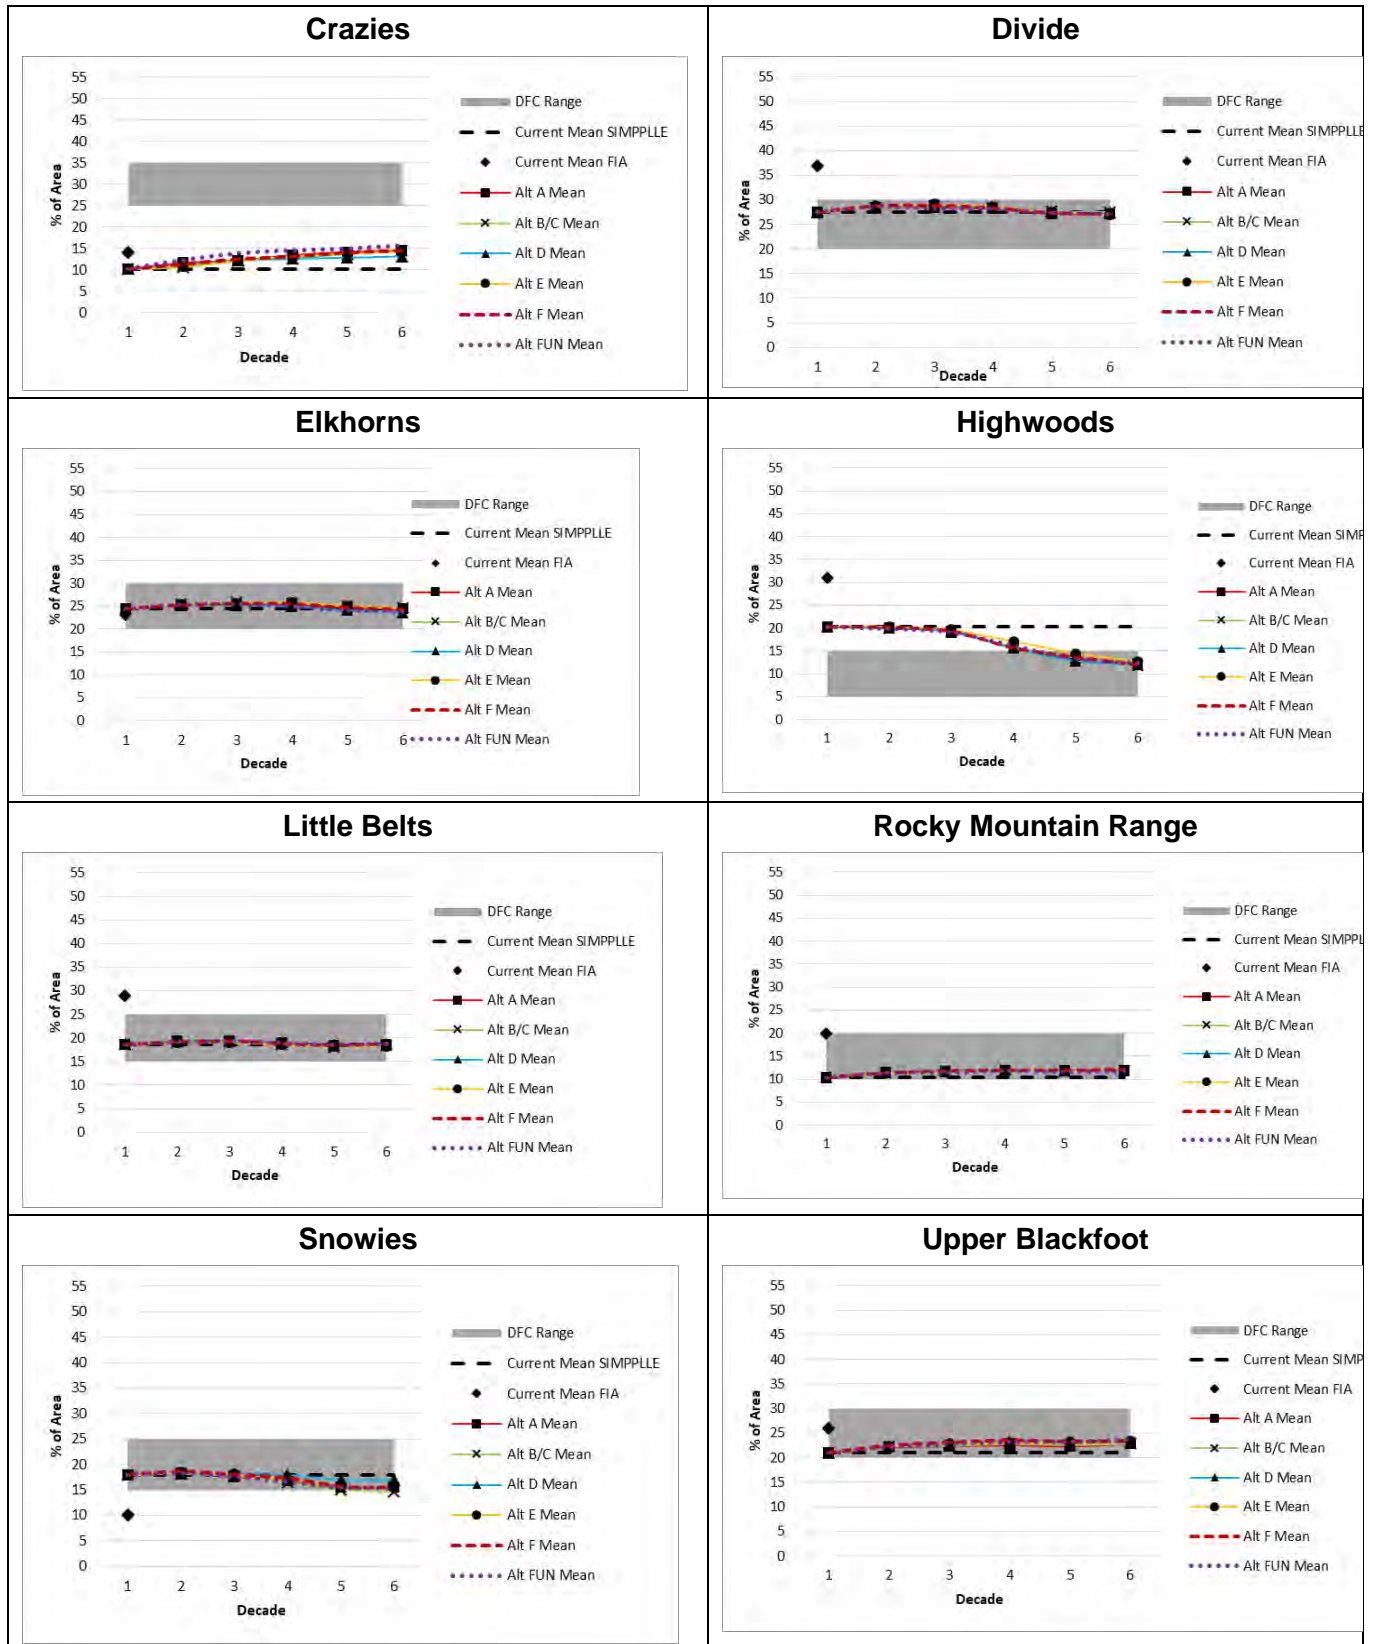 Crazies
55
50
45
40
35
30
25
20
15
10
5
0
% of Area
1 2 3 4 5 6
Decade
DFC Range
Current Mean SIMPPLLE
Current Mean FIA
Alt A Mean
Alt B/C Mean
Alt D Mean
Alt E Mean
Alt F Mean
Alt FUN Mean
Divide
55
50
45
40
35
30
25
20
15
10
5
0
% of Area
1 2 3 4 5 6
Decade
DFC Range
Current Mean SIMPPLLE
Current Mean FIA
Alt A Mean
Alt B/C Mean
Alt D Mean
Alt E Mean
Alt F Mean
Alt FUN Mean
Elkhorns
55
50
45
40
35
30
25
20
15
10
5
0
% of Area
1 2 3 4 5 6
Decade
DFC Range
Current Mean SIMPPLLE
Current Mean FIA
Alt A Mean
Alt B/C Mean
Alt D Mean
Alt E Mean
Alt F Mean
Alt FUN Mean
Highwoods
55
50
45
40
35
30
25
20
15
10
5
0
% of Area
1 2 3 4 5 6
Decade
DFC Range
Current Mean SIMP
Current Mean FIA
Alt A Mean
Alt B/C Mean
Alt D Mean
Alt E Mean
Alt F Mean
Alt FUN Mean
Little Belts
55
50
45
40
35
30
25
20
15
10
5
0
% of Area
1 2 3 4 5 6
Decade
DFC Range
Current Mean SIMPPLLE
Current Mean FIA
Alt A Mean
Alt B/C Mean
Alt D Mean
Alt E Mean
Alt F Mean
Alt FUN Mean
Rocky Mountain Range
55
50
45
40
35
30
25
20
15
10
5
0
% of Area
1 2 3 4 5 6
Decade
DFC Range
Current Mean SIMPPL
Current Mean FIA
Alt A Mean
Alt B/C Mean
Alt D Mean
Alt E Mean
Alt F Mean
Alt FUN Mean
Snowies
55
50
45
40
35
30
25
20
15
10
5
0
% of Area
1 2 3 4 5 6
Decade
DFC Range
Current Mean SIMPPLLE
Current Mean FIA
Alt A Mean
Alt B/C Mean
Alt D Mean
Alt E Mean
Alt F Mean
Alt FUN Mean
Upper Blackfoot
55
50
45
40
35
30
25
20
15
10
5
0
% of Area
1 2 3 4 5 6
Decade
DFC Range
Current Mean SIMP
Current Mean FIA
Alt A Mean
Alt B/C Mean
Alt D Mean
Alt E Mean
Alt F Mean
Alt FUN Mean